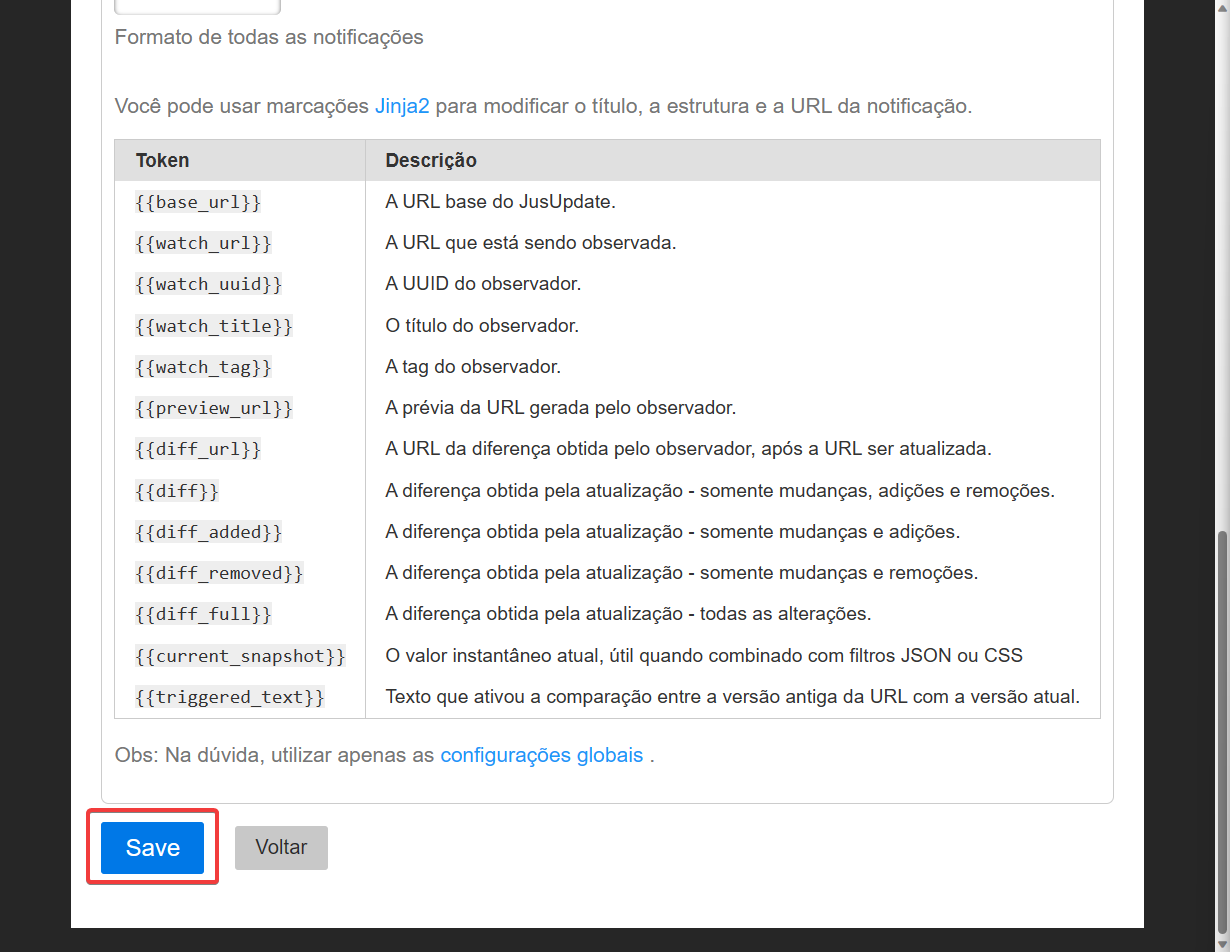 Formato de todas as notificações
Você pode usar marcações Jinja2 para modificar o título, a estrutura e a URL da notificação.
Token Descrição
{{base_url}} A URL base do JusUpdate.
{{watch_url}} A URL que está sendo observada.
{{watch_uuid}} A UUID do observador.
{{watch_title}} O título do observador.
{{watch_tag}} A tag do observador.
{{preview_url}} A prévia da URL gerada pelo observador.
{{diff_url}} A URL da diferença obtida pelo observador, após a URL ser atualizada.
{{diff}} A diferença obtida pela atualização - somente mudanças, adições e remoções.
{{diff_added}} A diferença obtida pela atualização - somente mudanças e adições.
{{diff_removed}} A diferença obtida pela atualização - somente mudanças e remoções.
{{diff_full}} A diferença obtida pela atualização - todas as alterações.
{{current_snapshot}} O valor instantâneo atual, útil quando combinado com filtros JSON ou CSS
{{triggered_text}} Texto que ativou a comparação entre a versão antiga da URL com a versão atual.
Obs: Na dúvida, utilizar apenas as configurações globais .
Save Voltar